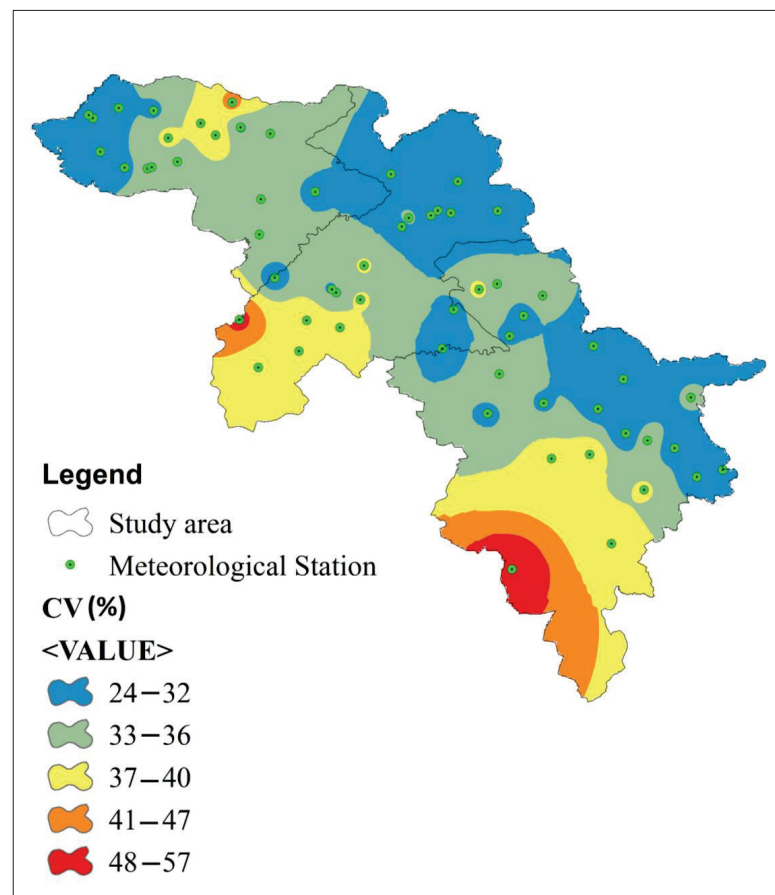 Legend
Study area
Meteorological Station
CV (%)
<VALUE>
24–32
33–36
37–40
41–47
48–57